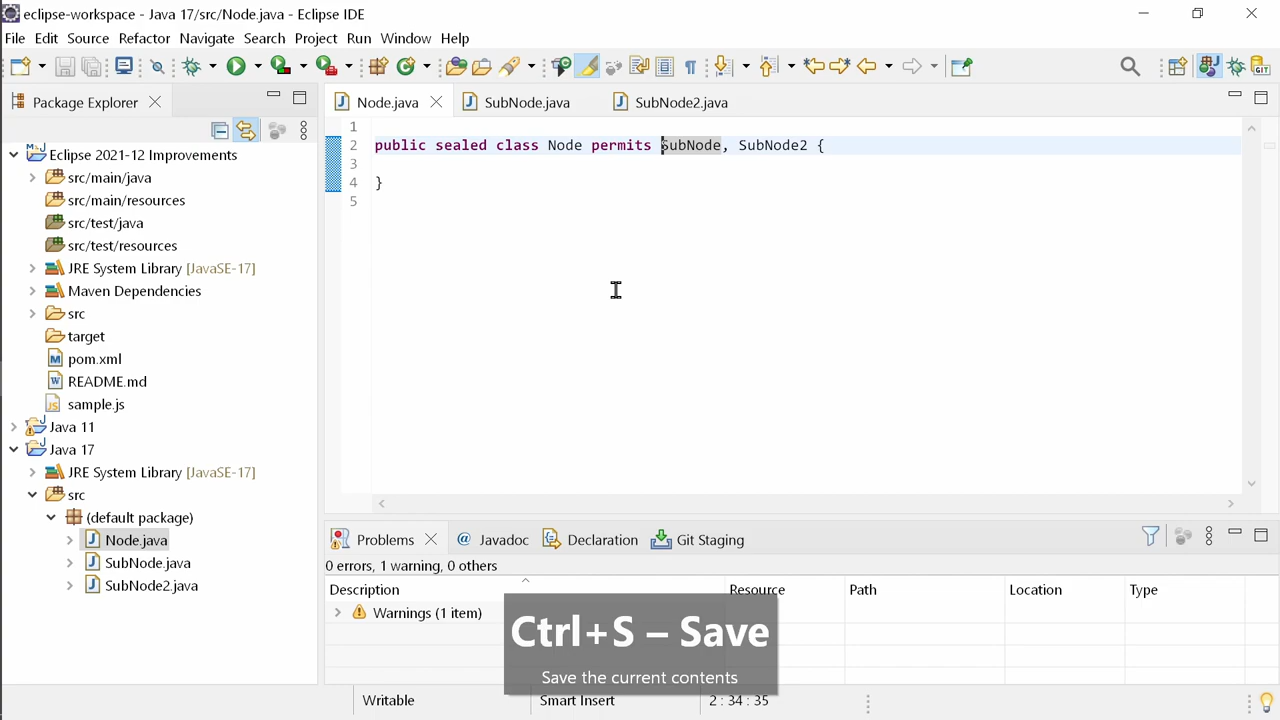 eclipse-workspace - Java 17/src/Node.java - Eclipse IDE
File Edit Source Refactor Navigate Search Project Run Window Help
Package Explorer
Node.java SubNode.java SubNode2.java
Eclipse 2021-12 Improvements
src/main/java
src/main/resources
src/test/java
src/test/resources
JRE System Library [JavaSE-17]
Maven Dependencies
src
target
pom.xml
README.md
sample.js
Java 11
Java 17
JRE System Library [JavaSE-17]
src
(default package)
Node.java
SubNode.java
SubNode2.java
1
2 public sealed class Node permits SubNode, SubNode2 {
3
4 }
5
Problems Javadoc Declaration Git Staging
0 errors, 1 warning, 0 others
Description Resource Path Location Type
Warnings (1 item)
Ctrl+S – Save
Save the current contents
Writable Smart Insert 2 : 34 : 35